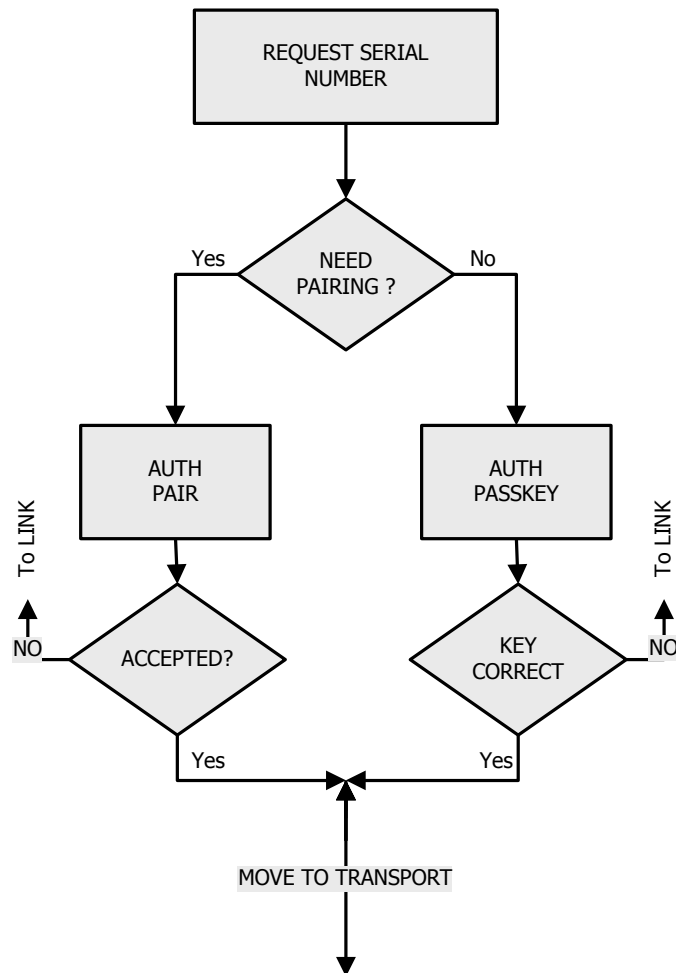 REQUEST SERIAL
NUMBER
Yes
NEED
PAIRING ?
No
AUTH
PAIR
AUTH
PASSKEY
To LINK
To LINK
NO
ACCEPTED?
KEY
CORRECT
NO
Yes
Yes
MOVE TO TRANSPORT